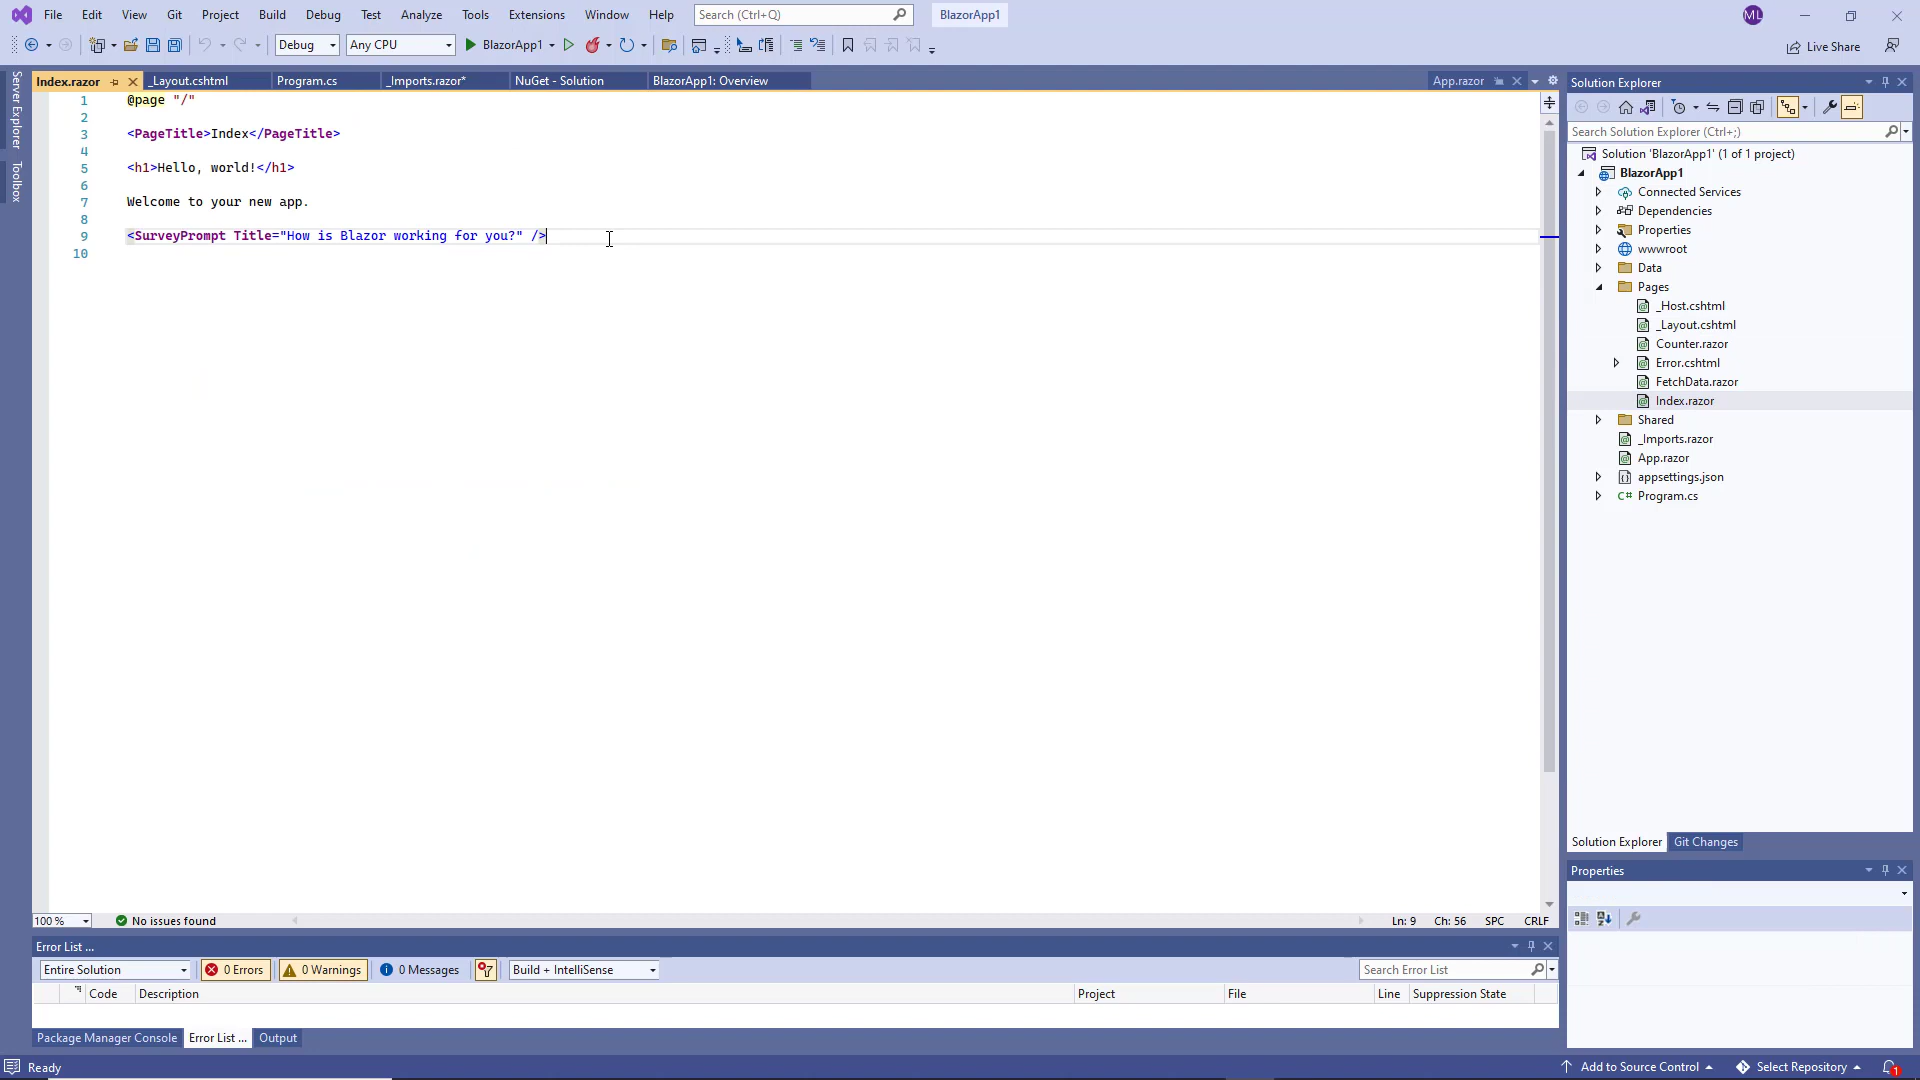 File Edit View Git Project Build Debug Test Analyze Tools Extensions Window Help Search (Ctrl+Q) BlazorApp1 ML
Debug Any CPU BlazorApp1 Live Share
Server Explorer
Toolbox
Index.razor _Layout.cshtml Program.cs _Imports.razor* NuGet - Solution BlazorApp1: Overview App.razor
1 @page "/"
2
3 <PageTitle>Index</PageTitle>
4
5 <h1>Hello, world!</h1>
6
7 Welcome to your new app.
8
9 <SurveyPrompt Title="How is Blazor working for you?" />
10
100 % No issues found Ln: 9 Ch: 56 SPC CRLF
Error List ...
Entire Solution 0 Errors 0 Warnings 0 Messages Build + IntelliSense Search Error List
Code Description Project File Line Suppression State
Package Manager Console Error List ... Output
Solution Explorer
Search Solution Explorer (Ctrl+;)
Solution 'BlazorApp1' (1 of 1 project)
BlazorApp1
Connected Services
Dependencies
Properties
wwwroot
Data
Pages
_Host.cshtml
_Layout.cshtml
Counter.razor
Error.cshtml
FetchData.razor
Index.razor
Shared
_Imports.razor
App.razor
appsettings.json
C# Program.cs
Solution Explorer Git Changes
Properties
Ready Add to Source Control Select Repository 1